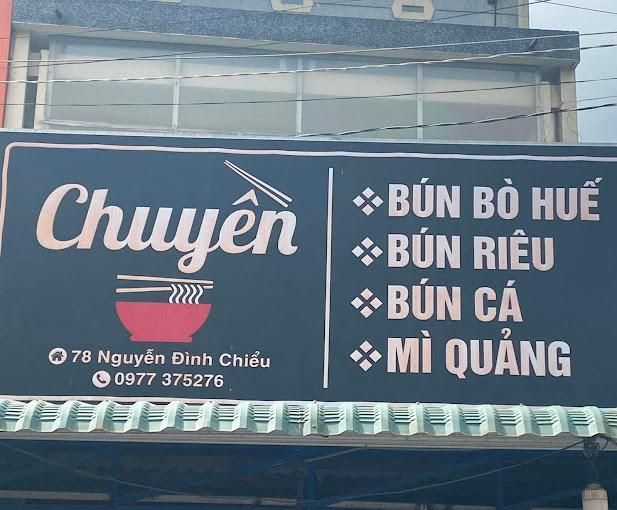 Chuyền
78 Nguyễn Đình Chiểu
0977 375276
BÚN BÒ HUẾ
BÚN RIÊU
BÚN CÁ
MÌ QUẢNG